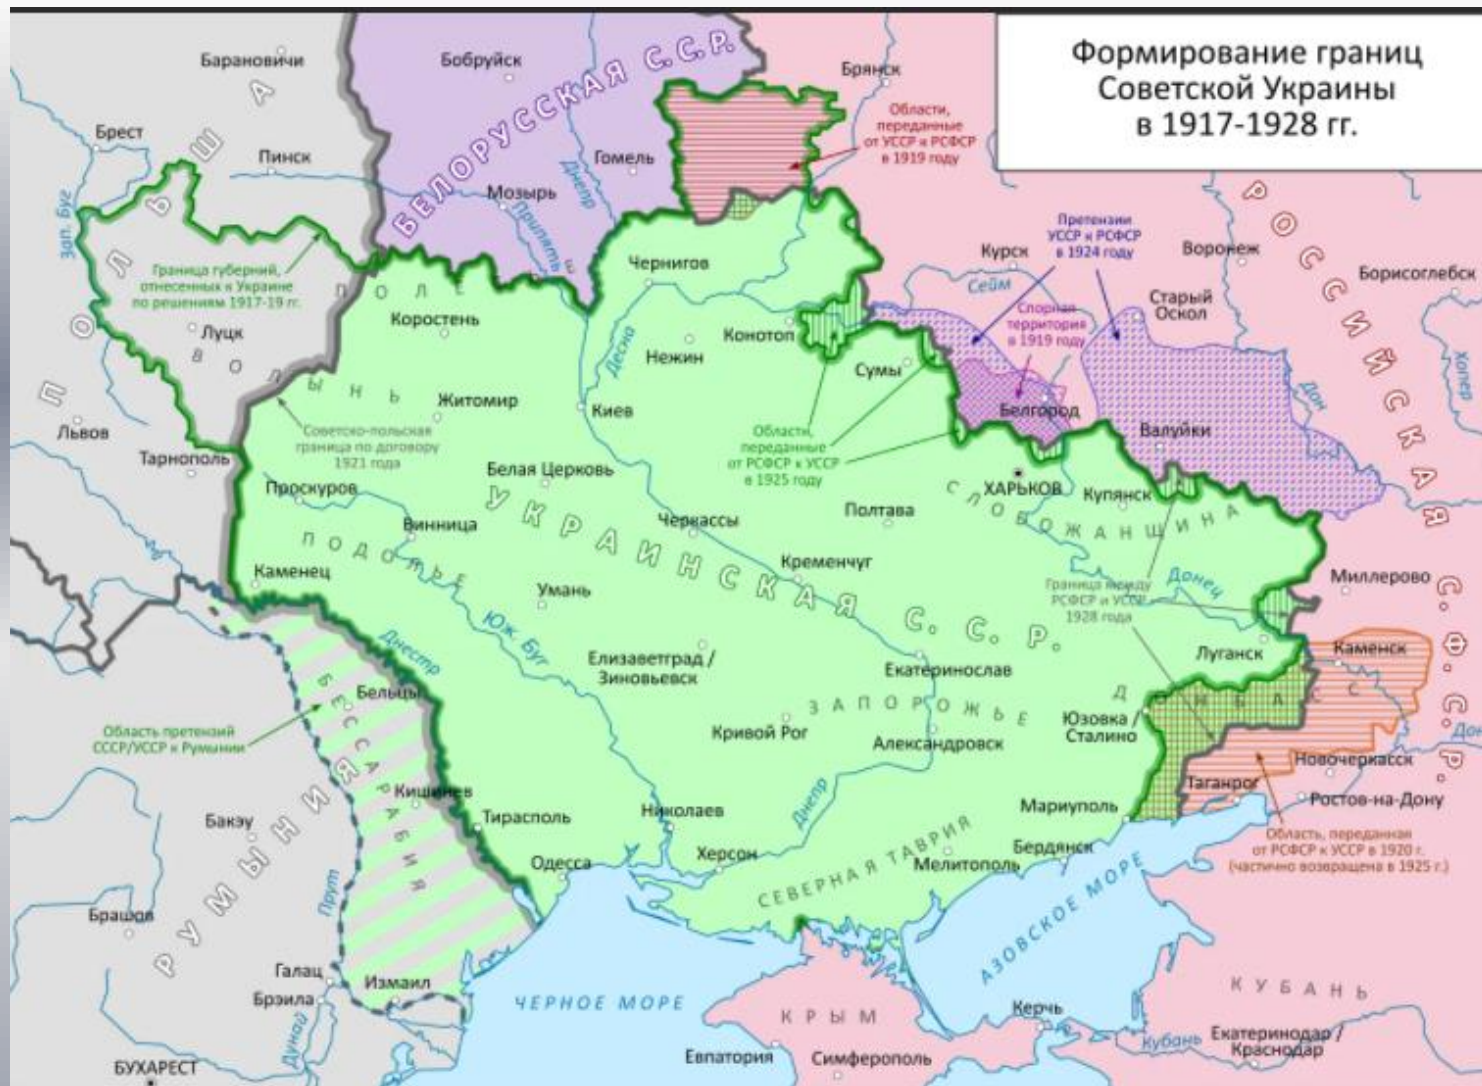 Формирование границ
Советской Украины
в 1917-1928 гг.
Барановичи
Бобруйск
Брянск
БЕЛОРУССКАЯ С.С.Р.
Области,
переданные
от УССР к РСФСР
в 1919 году
Брест
Пинск
Гомель
Мозырь
Днепр
Припять
ПОЛЬША
РОССИЙСКАЯ С.Ф.С.Р.
Зап. Буг
Претензии
УССР к РСФСР
в 1924 году
Курск
Воронеж
Борисоглебск
Сейм
Чернигов
Граница губерний,
отнесенных к Украине
по решениям 1917-19 гг.
ПОЛЕ
Старый
Оскол
Спорная
территория
в 1919 году
Луцк
Коростень
Конотоп
Нежин
Десна
Сумы
Хопер
Дон
ВОЛЫНЬ
Житомир
Киев
Белгород
Валуйки
Львов
Советско-польская
граница по договору
1921 года
Области,
переданные
от РСФСР к УССР
в 1925 году
Тарнополь
Белая Церковь
Проскуров
ХАРЬКОВ
Купянск
СЛОБОЖАНЩИНА
УКРАИНСКАЯ С.С.Р.
Винница
Черкассы
Полтава
ПОДОЛЬЕ
Кременчуг
Каменец
Умань
Граница между
РСФСР и УССР
1928 года
Донец
Миллерово
Юж. Буг
Днестр
Елизаветград /
Зиновьевск
Екатеринослав
Луганск
Каменск
БЕССАРАБИЯ
Бельцы
ЗАПОРОЖЬЕ
ДОНБАСС
Область претензий
СССР/УССР к Румынии
Кривой Рог
Александровск
Юзовка /
Сталино
Дон
Новочеркасск
Кишинев
Таганрог
Ростов-на-Дону
РУМЫНИЯ
Бакэу
Тирасполь
Николаев
Днепр
Мариуполь
Область, переданная
от РСФСР к УССР в 1920 г.
(частично возвращена в 1925 г.)
Одесса
Херсон
СЕВЕРНАЯ ТАВРИЯ
Мелитополь
Бердянск
Прут
Брашов
АЗОВСКОЕ МОРЕ
Галац
Измаил
Брэила
ЧЕРНОЕ МОРЕ
КРЫМ
КУБАНЬ
Керчь
Дунай
Кубань
Екатеринодар /
Краснодар
БУХАРЕСТ
Евпатория
Симферополь